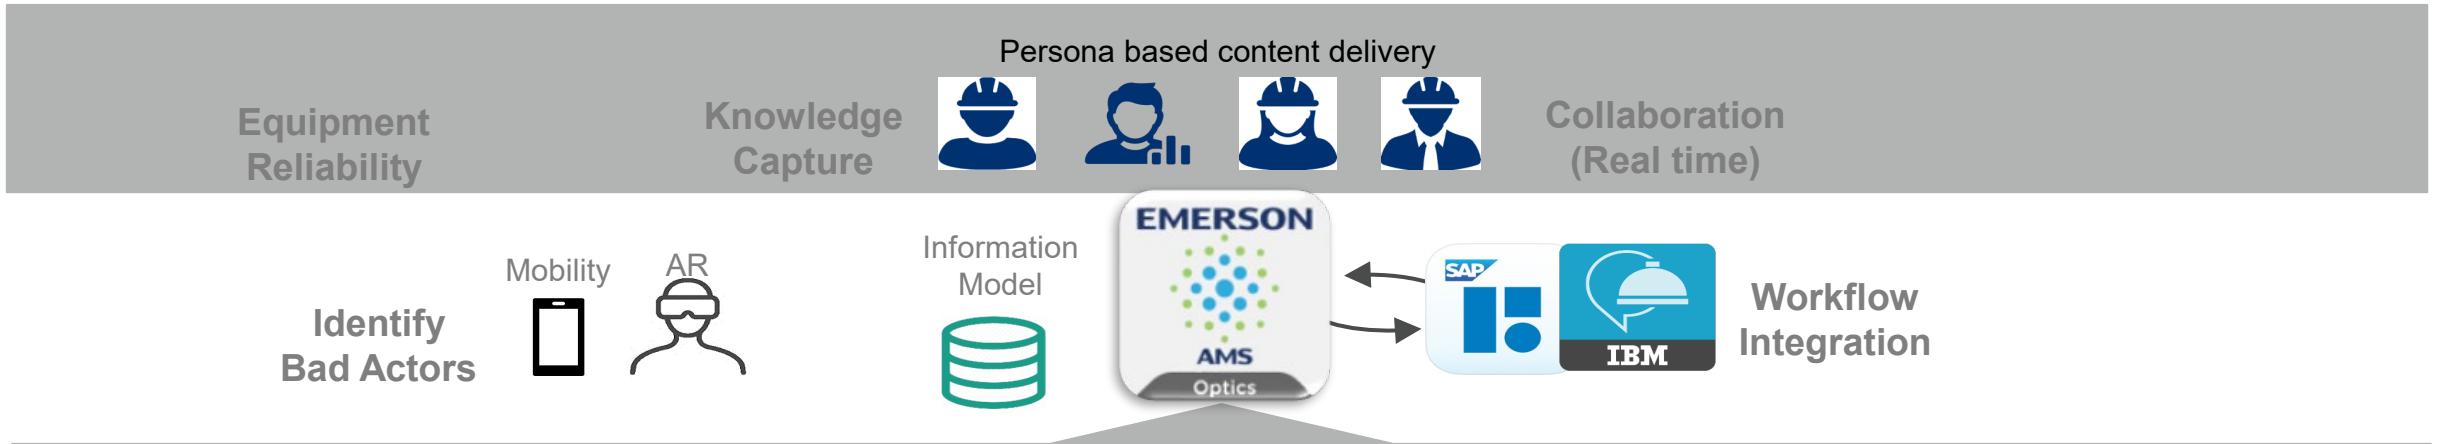 Persona based content delivery
Equipment
Reliability
Knowledge
Capture
Collaboration
(Real time)
Identify
Bad Actors
Mobility
AR
Information
Model
EMERSON
AMS
Optics
SAP
IBM
Workflow
Integration